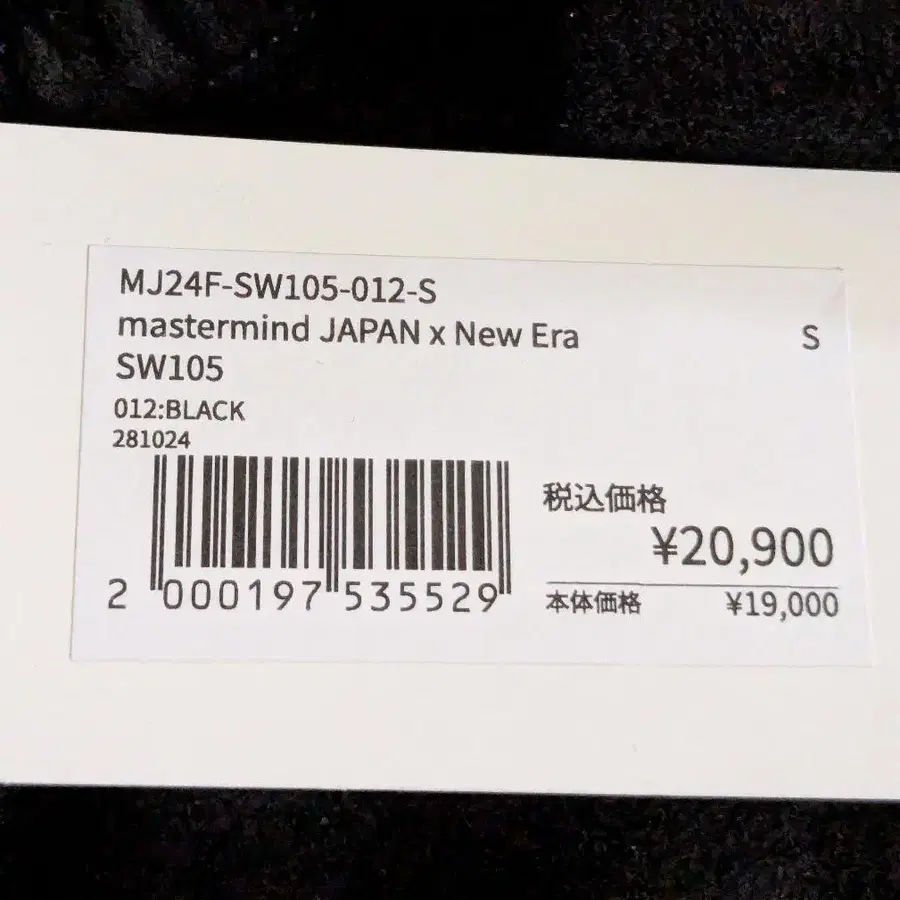 MJ24F-SW105-012-S
mastermind JAPAN x New Era
S
SW105
012:BLACK
281024
税込価格
¥20,900
本体価格 ¥19,000
2 000197 535529